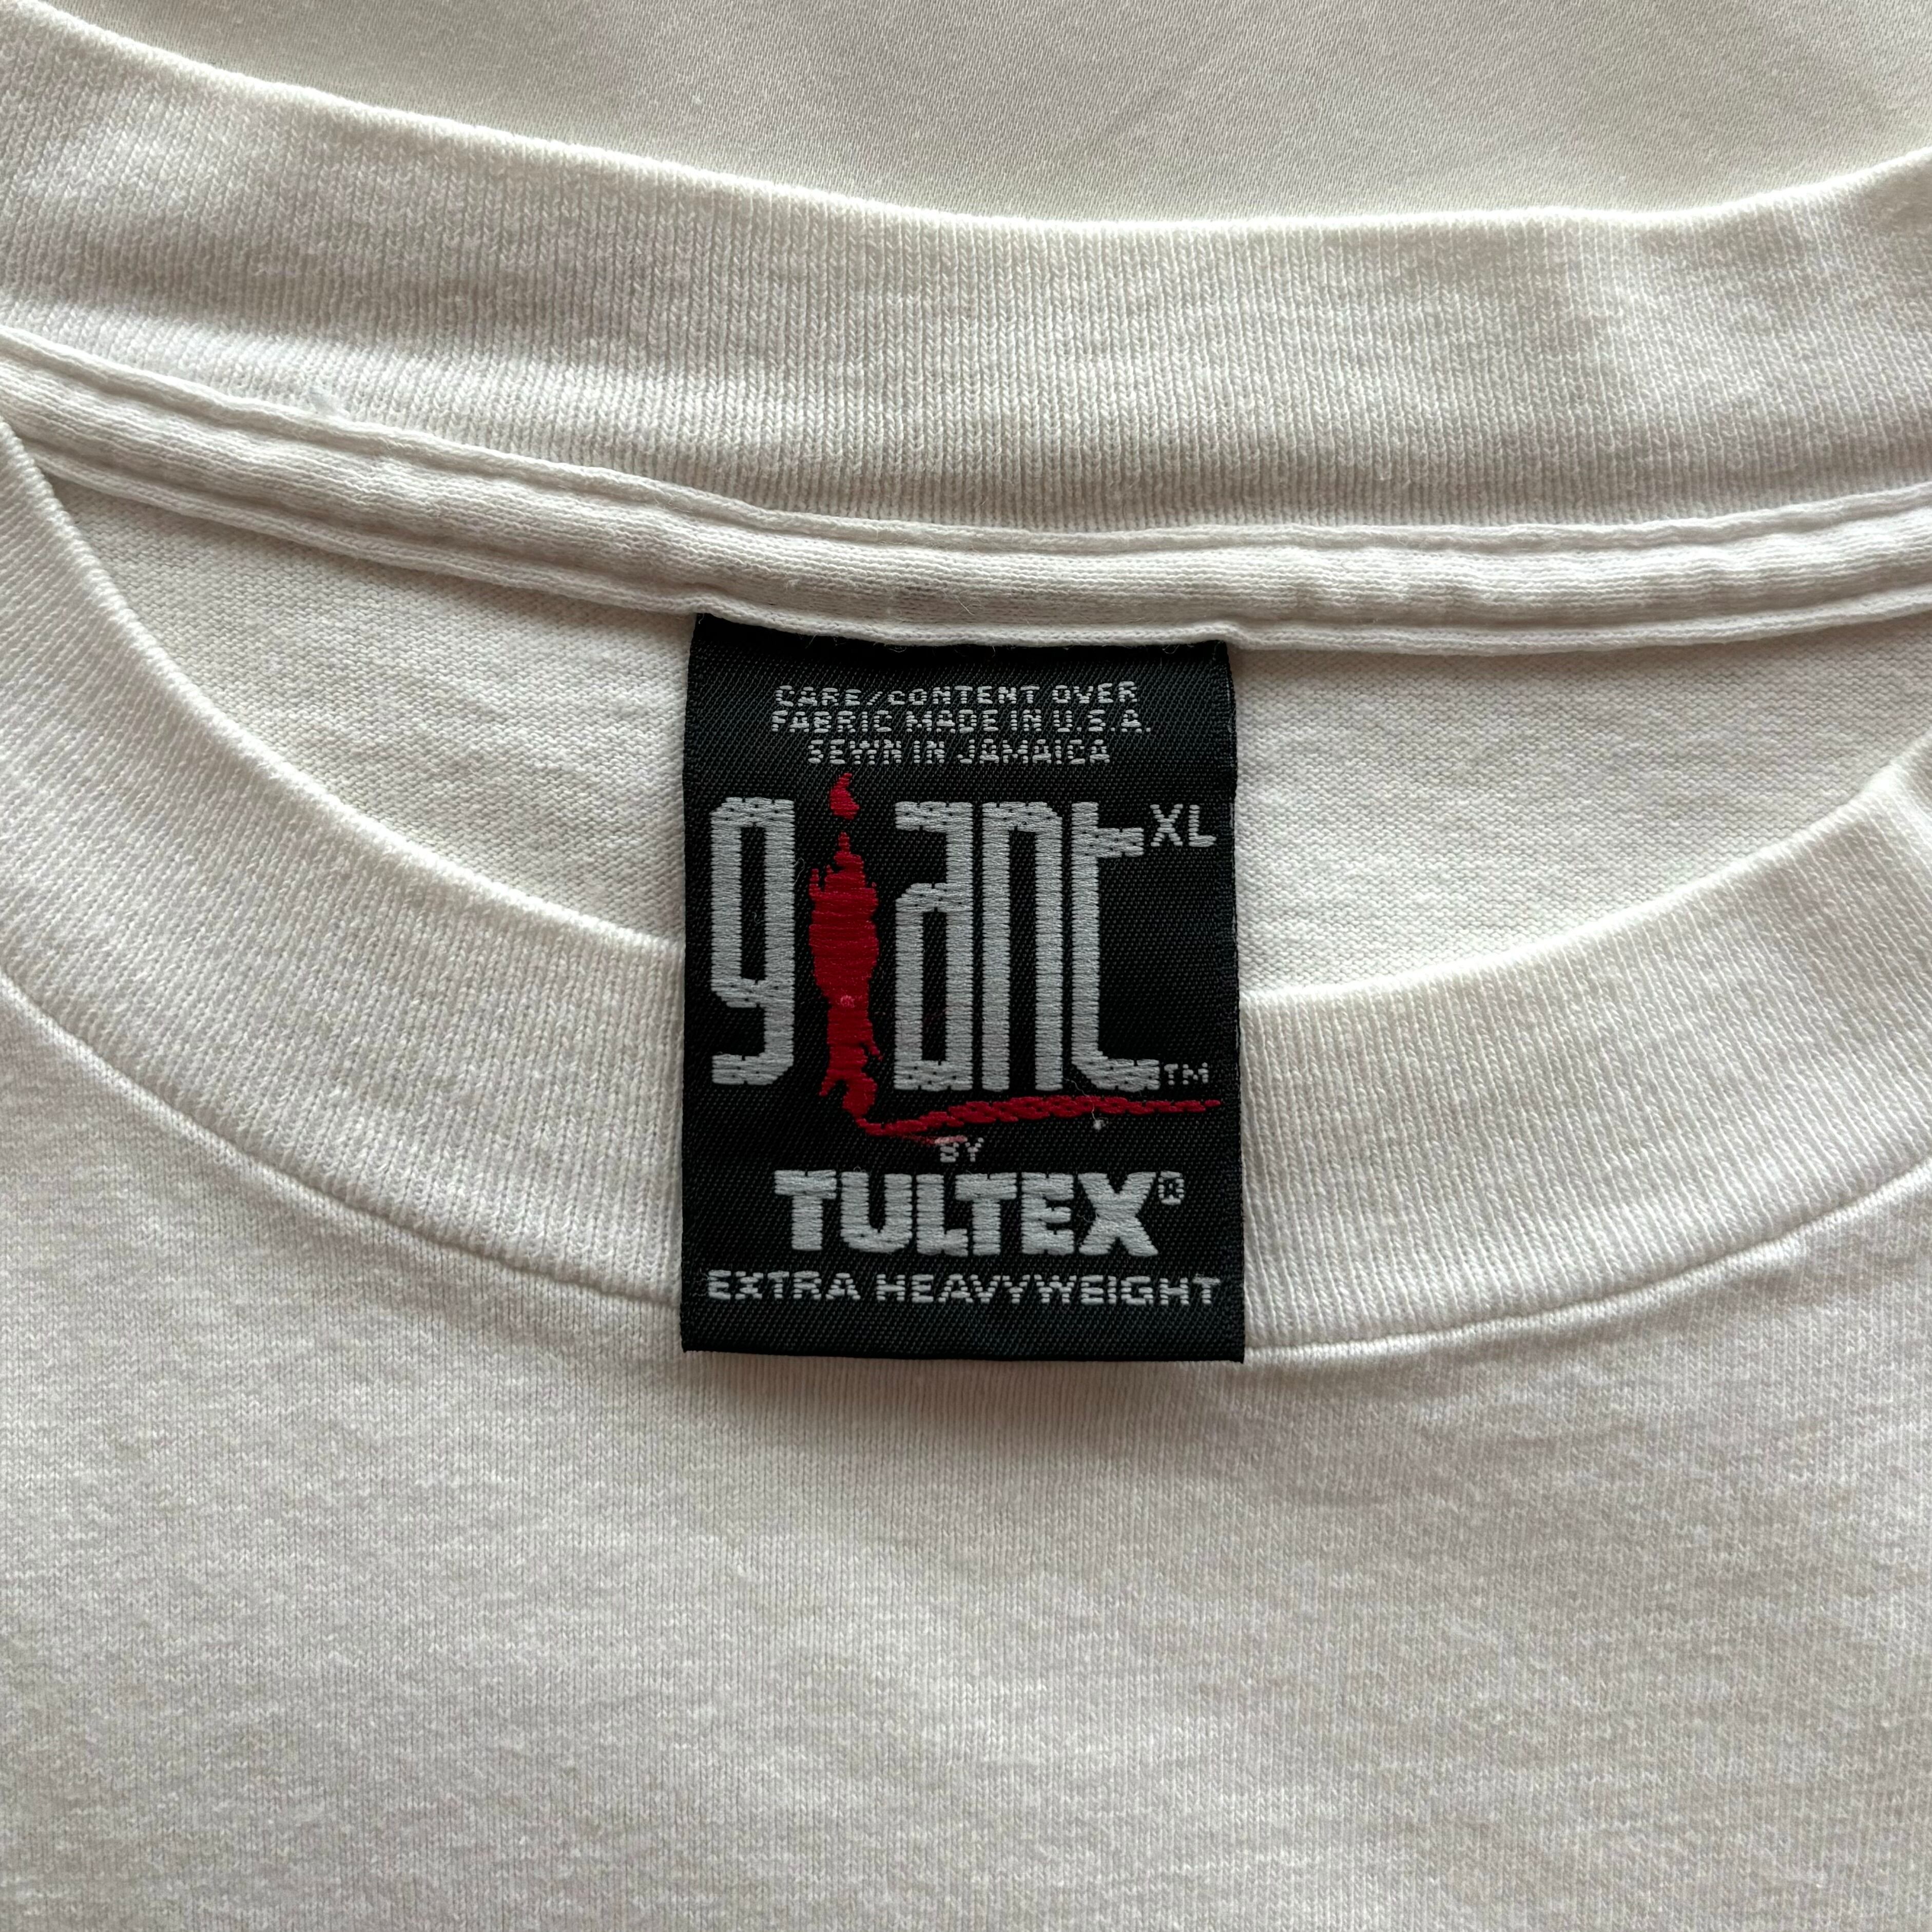 CARE/CONTENT OVER
FABRIC MADE IN U.S.A.
SEWN IN JAMAICA
giant XL
TM
BY
TULTEX®
EXTRA HEAVYWEIGHT